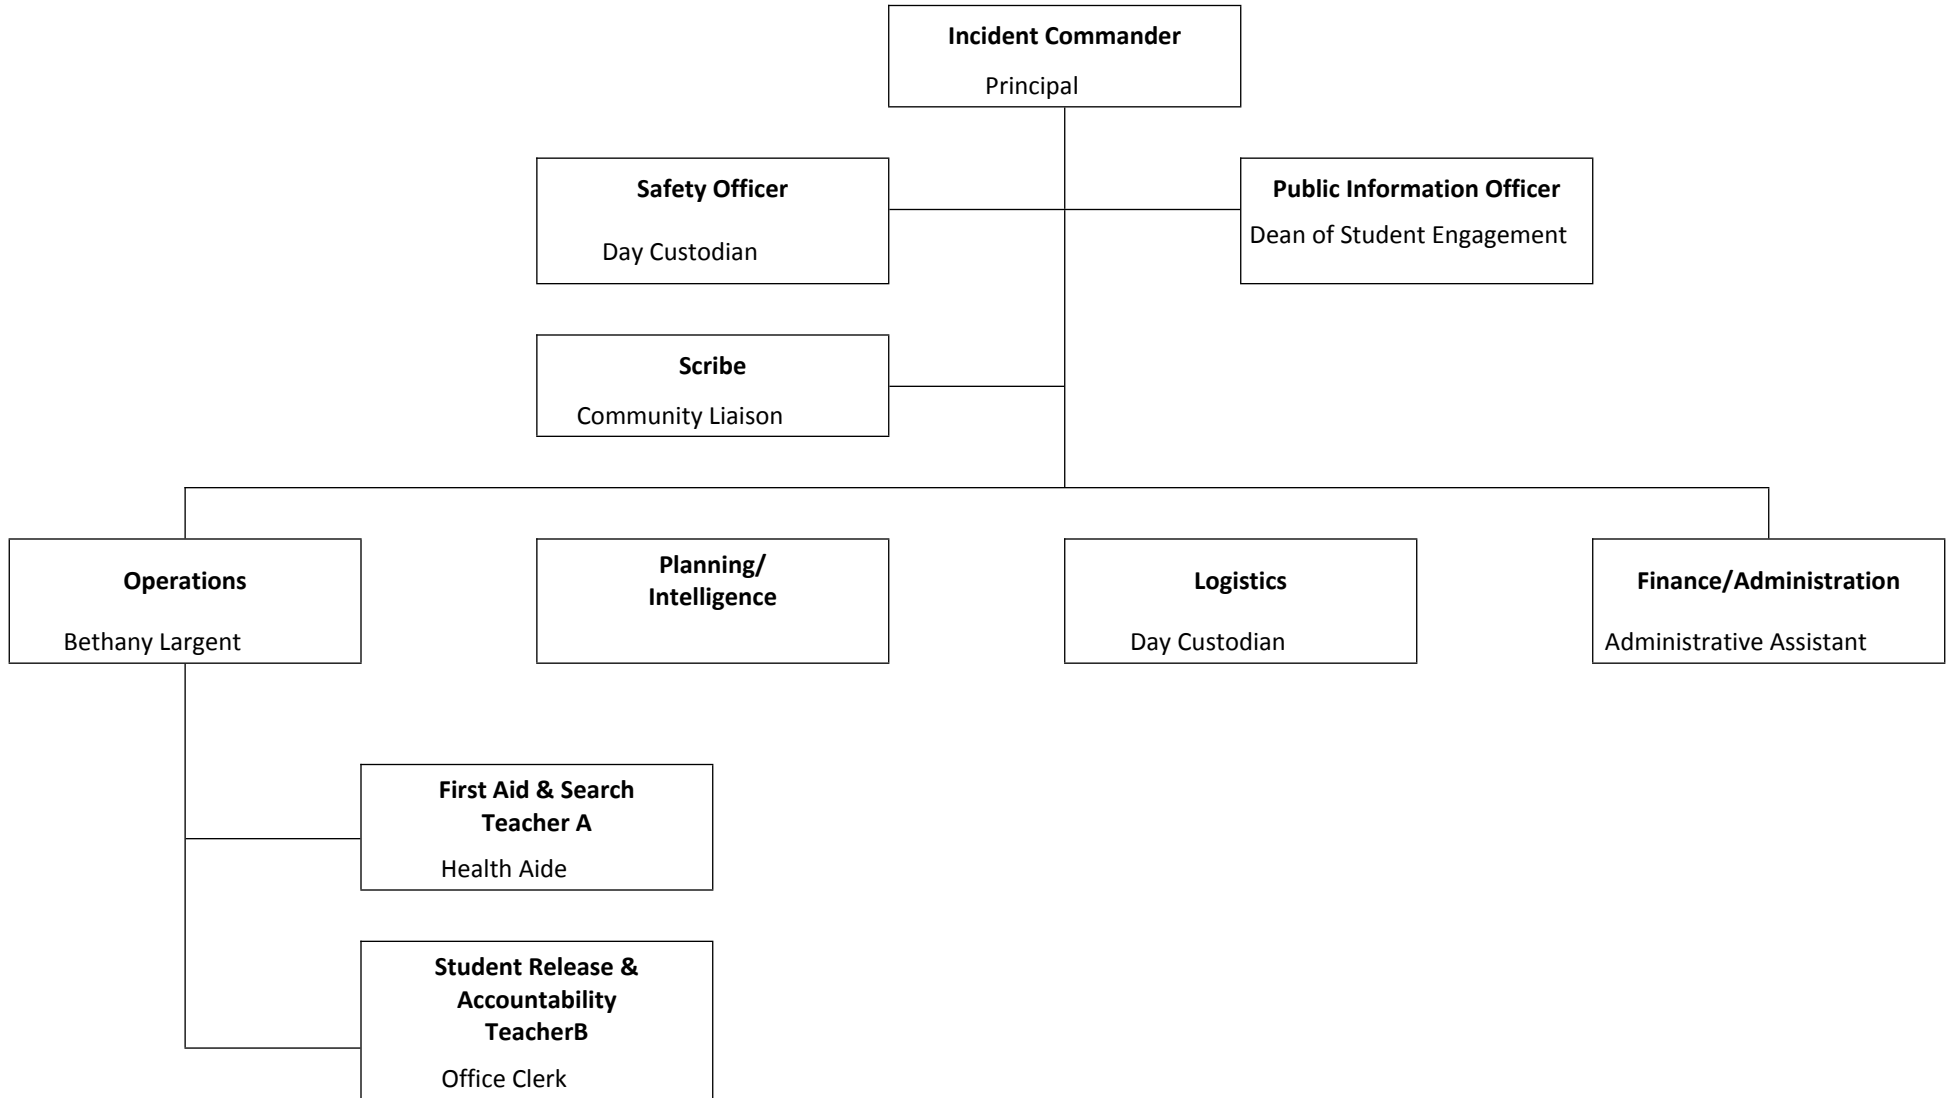 Incident Commander
Principal
Safety Officer
Day Custodian
Public Information Officer
Dean of Student Engagement
Scribe
Community Liaison
Operations
Bethany Largent
Planning/
Intelligence
Logistics
Day Custodian
Finance/Administration
Administrative Assistant
First Aid & Search
Teacher A
Health Aide
Student Release &
Accountability
TeacherB
Office Clerk